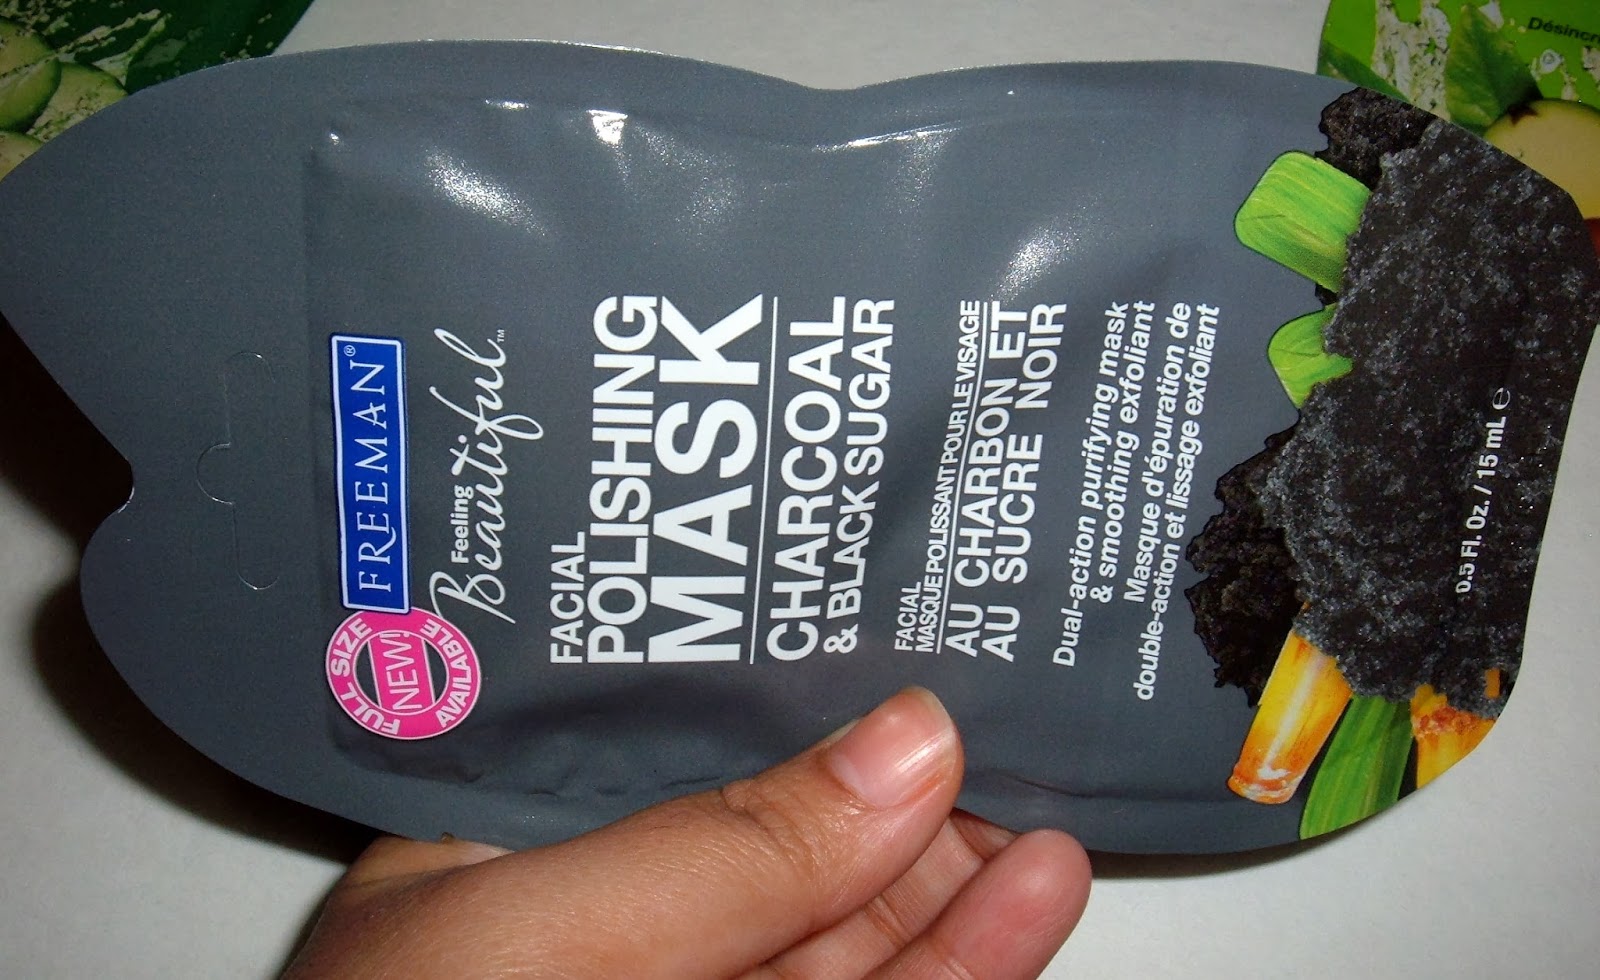 FREEMAN®
Feeling
Beautiful™
FULL SIZE
NEW!
AVAILABLE
FACIAL
POLISHING
MASK
CHARCOAL
& BLACK SUGAR
FACIAL
MASQUE POLISSANT POUR LE VISAGE
AU CHARBON ET
AU SUCRE NOIR
Dual-action purifying mask
& smoothing exfoliant
Masque d'épuration de
double-action et lissage exfoliant
0.5 Fl. Oz. / 15 mL ℮